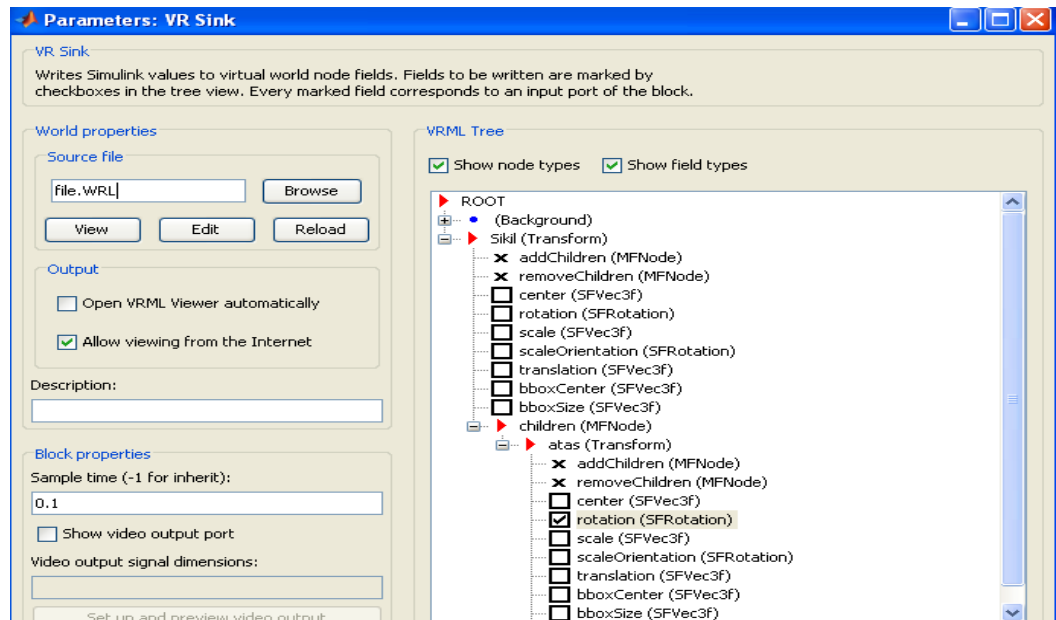 Parameters: VR Sink
VR Sink
Writes Simulink values to virtual world node fields. Fields to be written are marked by
checkboxes in the tree view. Every marked field corresponds to an input port of the block.
World properties
Source file
file.WRL
Browse
View
Edit
Reload
Output
Open VRML Viewer automatically
Allow viewing from the Internet
Description:
Block properties
Sample time (-1 for inherit):
0.1
Show video output port
Video output signal dimensions:
Set up and preview video output
VRML Tree
Show node types
Show field types
ROOT
(Background)
Sikil (Transform)
addChildren (MFNode)
removeChildren (MFNode)
center (SFVec3f)
rotation (SFRotation)
scale (SFVec3f)
scaleOrientation (SFRotation)
translation (SFVec3f)
bboxCenter (SFVec3f)
bboxSize (SFVec3f)
children (MFNode)
atas (Transform)
addChildren (MFNode)
removeChildren (MFNode)
center (SFVec3f)
rotation (SFRotation)
scale (SFVec3f)
scaleOrientation (SFRotation)
translation (SFVec3f)
bboxCenter (SFVec3f)
bboxSize (SFVec3f)